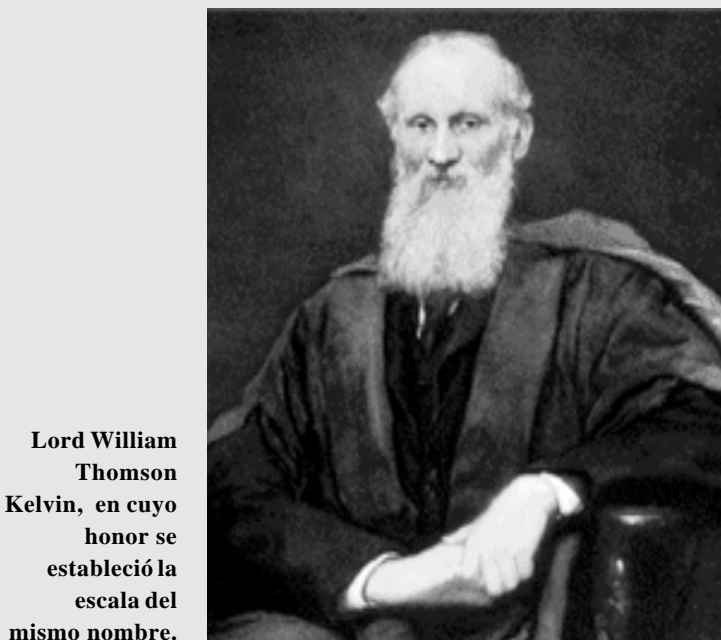 Lord William
Thomson
Kelvin, en cuyo
honor se
estableció la
escala del
mismo nombre.